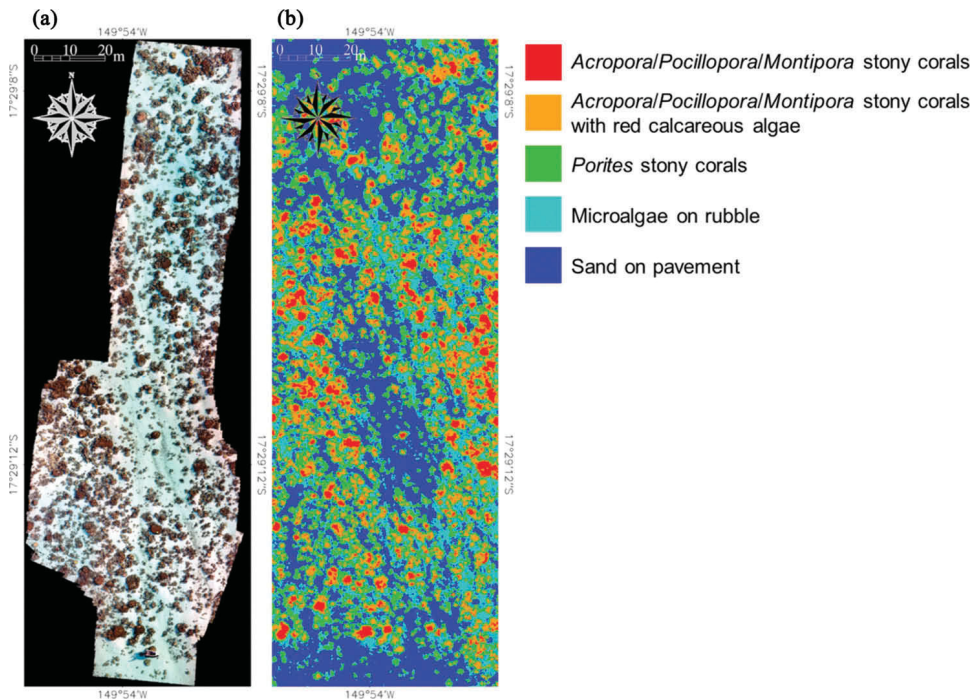 (a)
149°54'W
0 10 20
m
N
17°29'8''S
17°29'12''S
149°54'W
(b)
149°54'W
0 10 20
m
17°29'8''S
17°29'12''S
149°54'W
Acropora/Pocillopora/Montipora stony corals
Acropora/Pocillopora/Montipora stony corals
with red calcareous algae
Porites stony corals
Microalgae on rubble
Sand on pavement